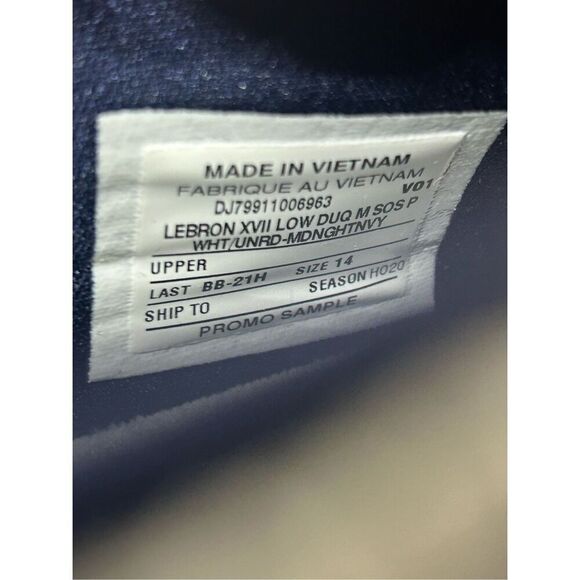 MADE IN VIETNAM
FABRIQUE AU VIETNAM
DJ79911006963 V01
LEBRON XVII LOW DUQ M SOS P
WHT/UNRD-MDNGHTNVY
UPPER
LAST BB-21H SIZE 14
SHIP TO SEASON HO20
PROMO SAMPLE